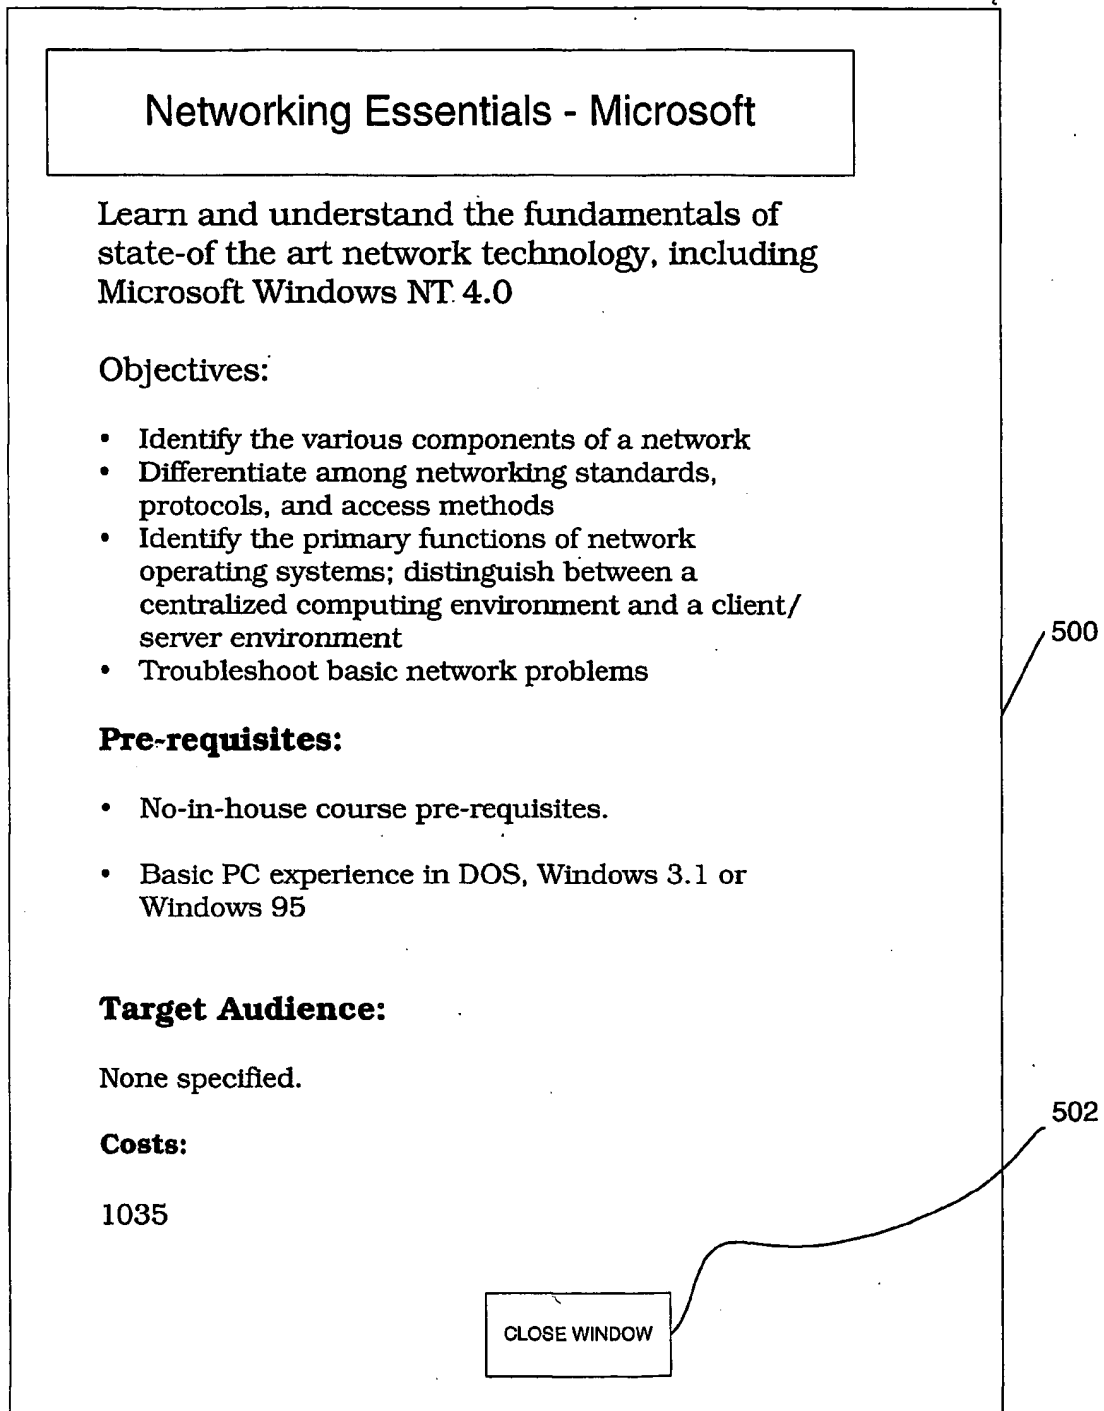 Networking Essentials - Microsoft
Learn and understand the fundamentals of
state-of the art network technology, including
Microsoft Windows NT 4.0
Objectives:
• Identify the various components of a network
• Differentiate among networking standards,
protocols, and access methods
• Identify the primary functions of network
operating systems; distinguish between a
centralized computing environment and a client/
server environment
• Troubleshoot basic network problems
500
Pre-requisites:
• No-in-house course pre-requisites.
• Basic PC experience in DOS, Windows 3.1 or
Windows 95
Target Audience:
None specified.
502
Costs:
1035
CLOSE WINDOW